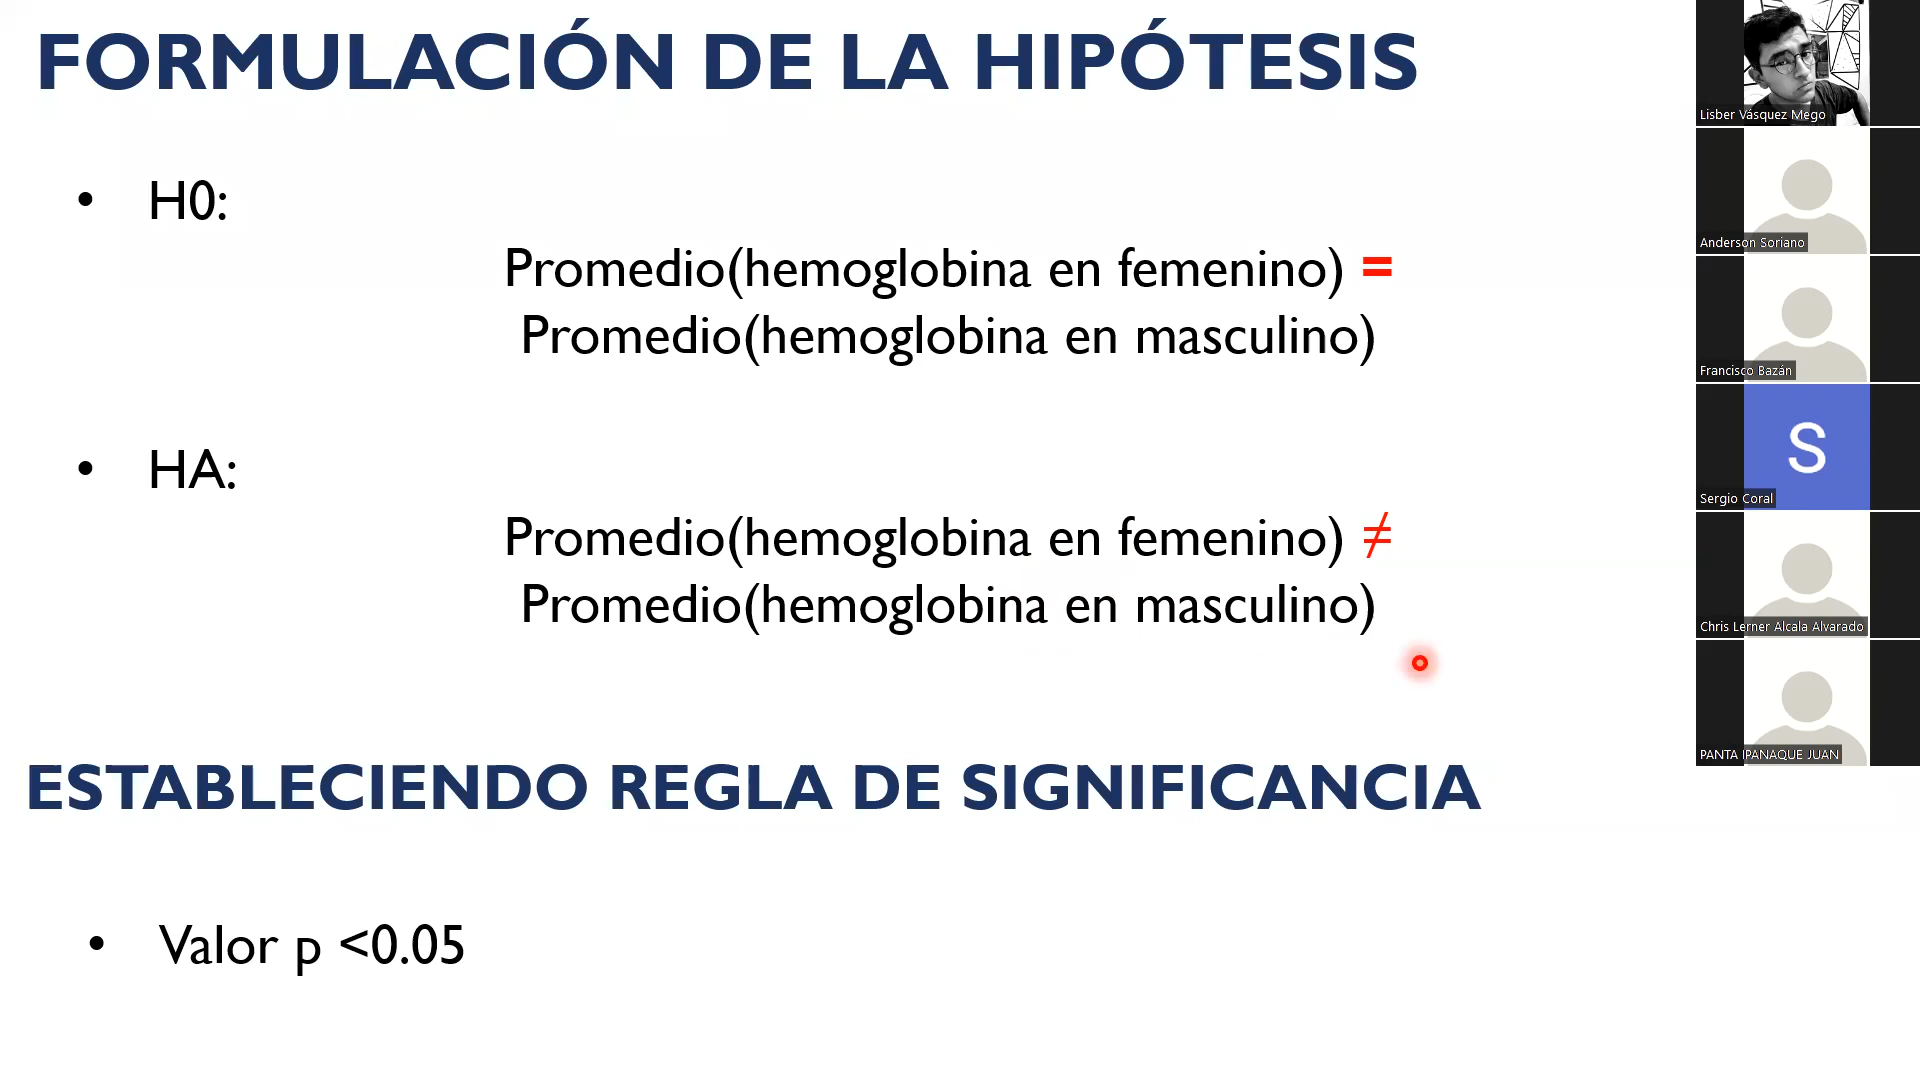 FORMULACIÓN DE LA HIPÓTESIS
• H0:
Promedio(hemoglobina en femenino) =
Promedio(hemoglobina en masculino)
• HA:
Promedio(hemoglobina en femenino) ≠
Promedio(hemoglobina en masculino)
ESTABLECIENDO REGLA DE SIGNIFICANCIA
• Valor p <0.05
Lisber Vásquez Mego
Anderson Soriano
Francisco Bazán
S
Sergio Coral
Chris Lerner Alcala Alvarado
PANTA IPANAQUE JUAN